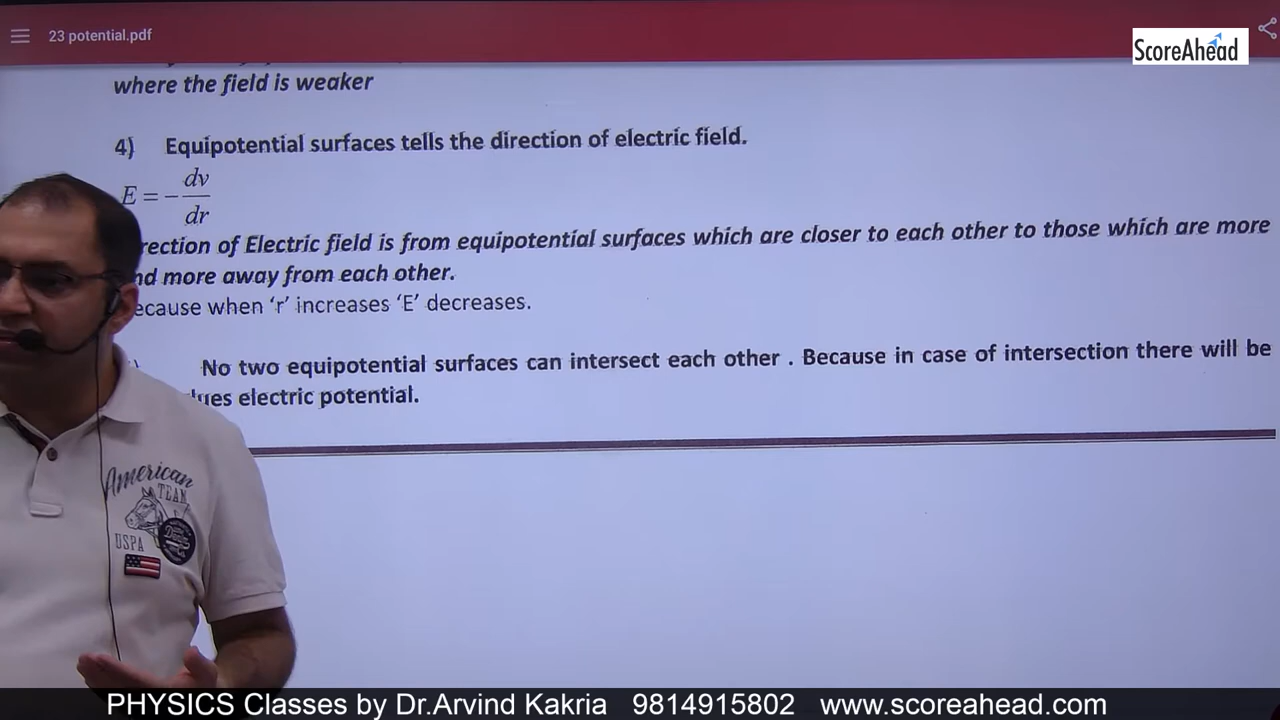 23 potential.pdf
ScoreAhead
where the field is weaker
4) Equipotential surfaces tells the direction of electric field.
E = - dv
dr
rection of Electric field is from equipotential surfaces which are closer to each other to those which are more
nd more away from each other.
ecause when ‘r’ increases ‘E’ decreases.
No two equipotential surfaces can intersect each other . Because in case of intersection there will be
lues electric potential.
American
TEAM
USPA
PHYSICS Classes by Dr.Arvind Kakria 9814915802 www.scoreahead.com